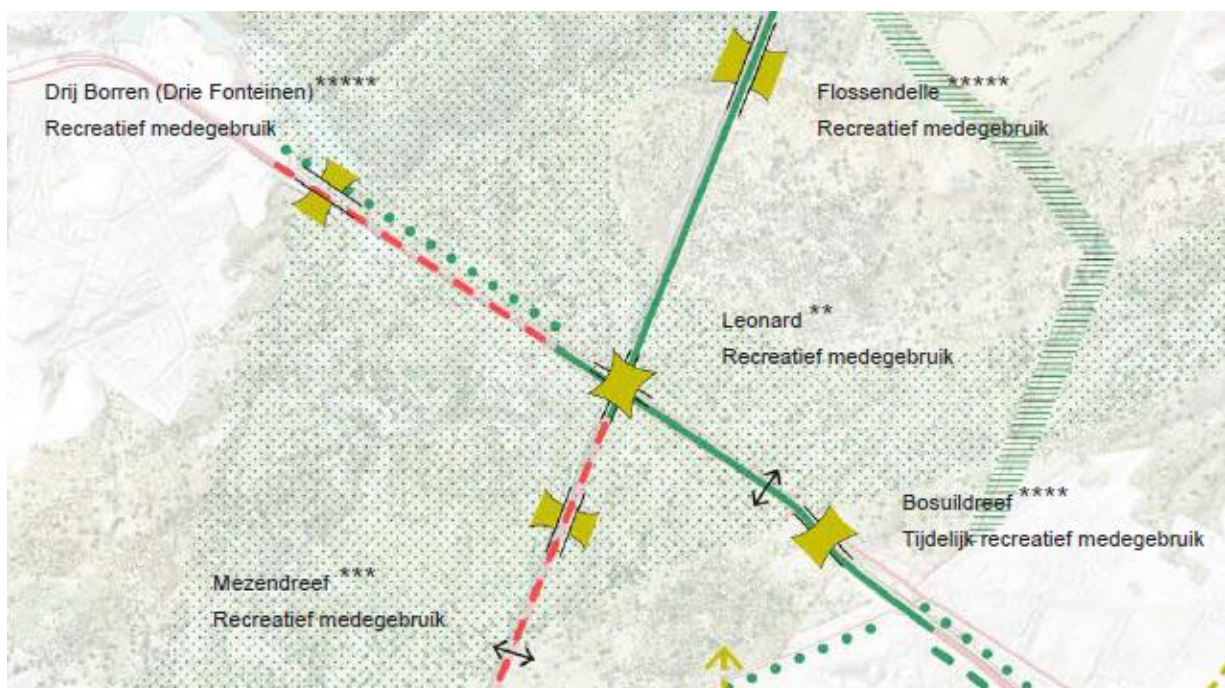 Drij Borren (Drie Fonteinen) *****
Recreatief medegebruik
Flossendelle *****
Recreatief medegebruik
Leonard **
Recreatief medegebruik
Bosuildreef ****
Tijdelijk recreatief medegebruik
Mezendreef ***
Recreatief medegebruik